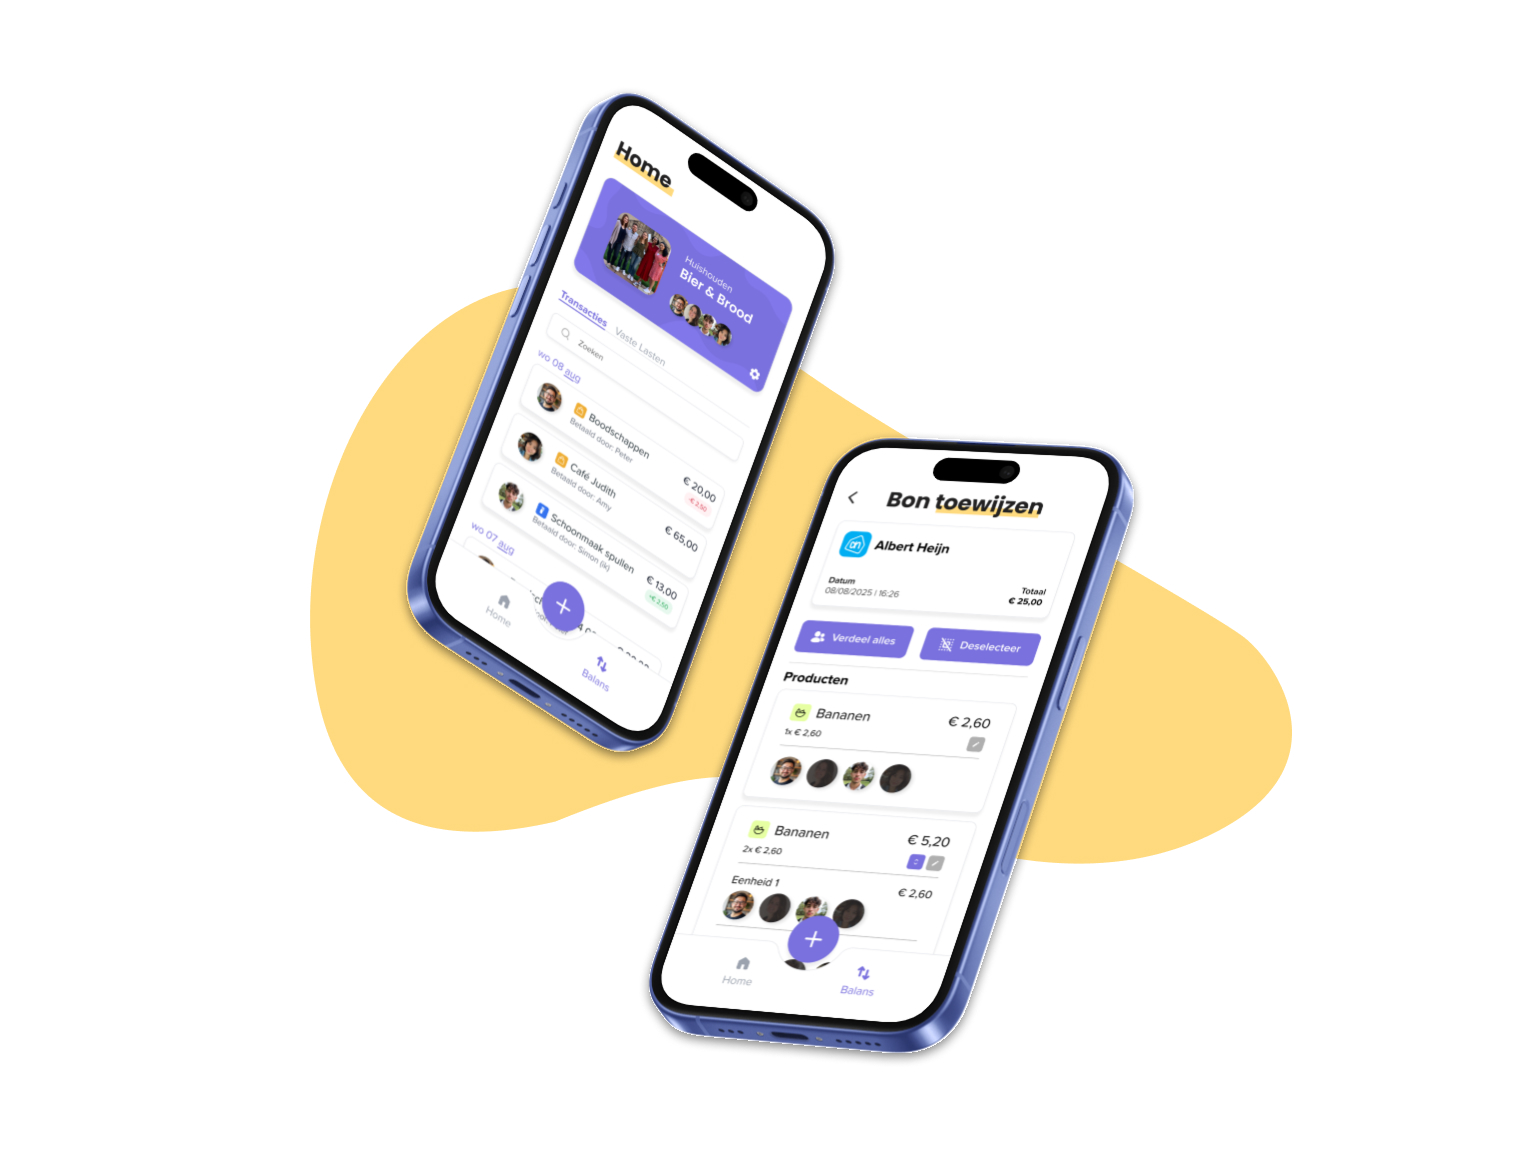 Home
Huishouden
Bier & Brood
Transacties
Vaste Lasten
Zoeken
wo 08 aug
Boodschappen
Betaald door: Peter
€ 20,00
-€ 2,50
Café Judith
Betaald door: Amy
€ 65,00
Schoonmaak spullen
Betaald door: Simon (ik)
€ 13,00
+€ 2,50
wo 07 aug
Home
Balans
Bon toewijzen
Albert Heijn
Datum
08/08/2025 | 16:26
Totaal
€ 25,00
Verdeel alles
Deselecteer
Producten
Bananen
€ 2,60
1x € 2,60
Bananen
€ 5,20
2x € 2,60
Eenheid 1
€ 2,60
Home
Balans